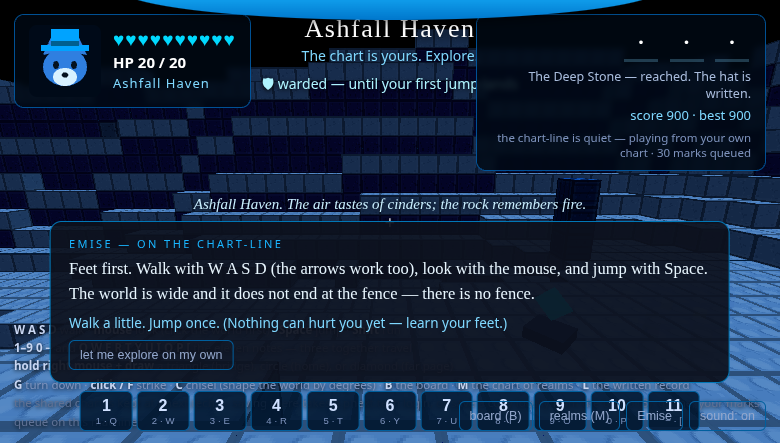 ♥♥♥♥♥♥♥♥♥♥
HP 20 / 20
Ashfall Haven
Ashfall Haven
The chart is yours. Explore
🛡 warded — until your first jump
· · ·
The Deep Stone — reached. The hat is
written.
score 900 · best 900
the chart-line is quiet — playing from your own
chart · 30 marks queued
Ashfall Haven. The air tastes of cinders; the rock remembers fire.
EMISE — ON THE CHART-LINE
Feet first. Walk with W A S D (the arrows work too), look with the mouse, and jump with Space.
The world is wide and it does not end at the fence — there is no fence.
Walk a little. Jump once. (Nothing can hurt you yet — learn your feet.)
let me explore on my own
W A S
1–9 0 -
hold rig
G turn down · click / F strike · C chisel (shape the world by degrees) · B the board · M the chart of realms · L the written record
queue on th
1 2 3 4 5 6 7 8 9 10 11
1 · Q 2 · W 3 · E 4 · R 5 · T 6 · Y 7 · U
board (B) realms (M) Emise sound: on